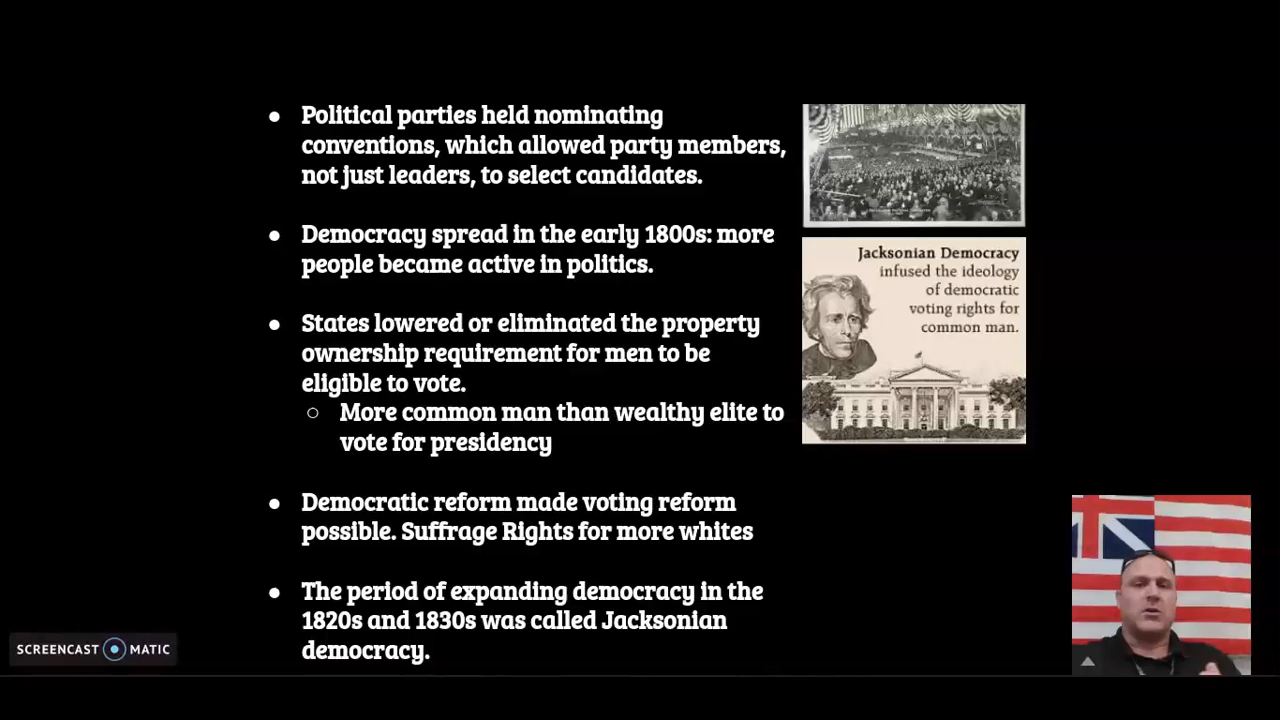 ● Political parties held nominating
conventions, which allowed party members,
not just leaders, to select candidates.
● Democracy spread in the early 1800s: more
people became active in politics.
● States lowered or eliminated the property
ownership requirement for men to be
eligible to vote.
○ More common man than wealthy elite to
vote for presidency
● Democratic reform made voting reform
possible. Suffrage Rights for more whites
● The period of expanding democracy in the
1820s and 1830s was called Jacksonian
democracy.
Jacksonian Democracy
infused the ideology
of democratic
voting rights for
common man.
SCREENCAST MATIC